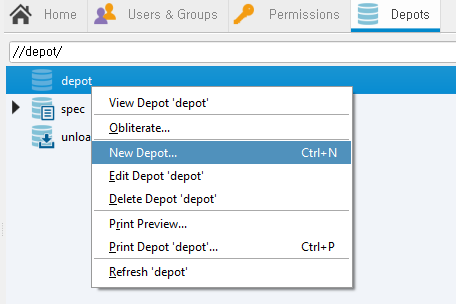 Home Users & Groups Permissions Depots
//depot/
depot
spec
unloa
View Depot 'depot'
Obliterate...
New Depot... Ctrl+N
Edit Depot 'depot'
Delete Depot 'depot'
Print Preview...
Print Depot 'depot'... Ctrl+P
Refresh 'depot'